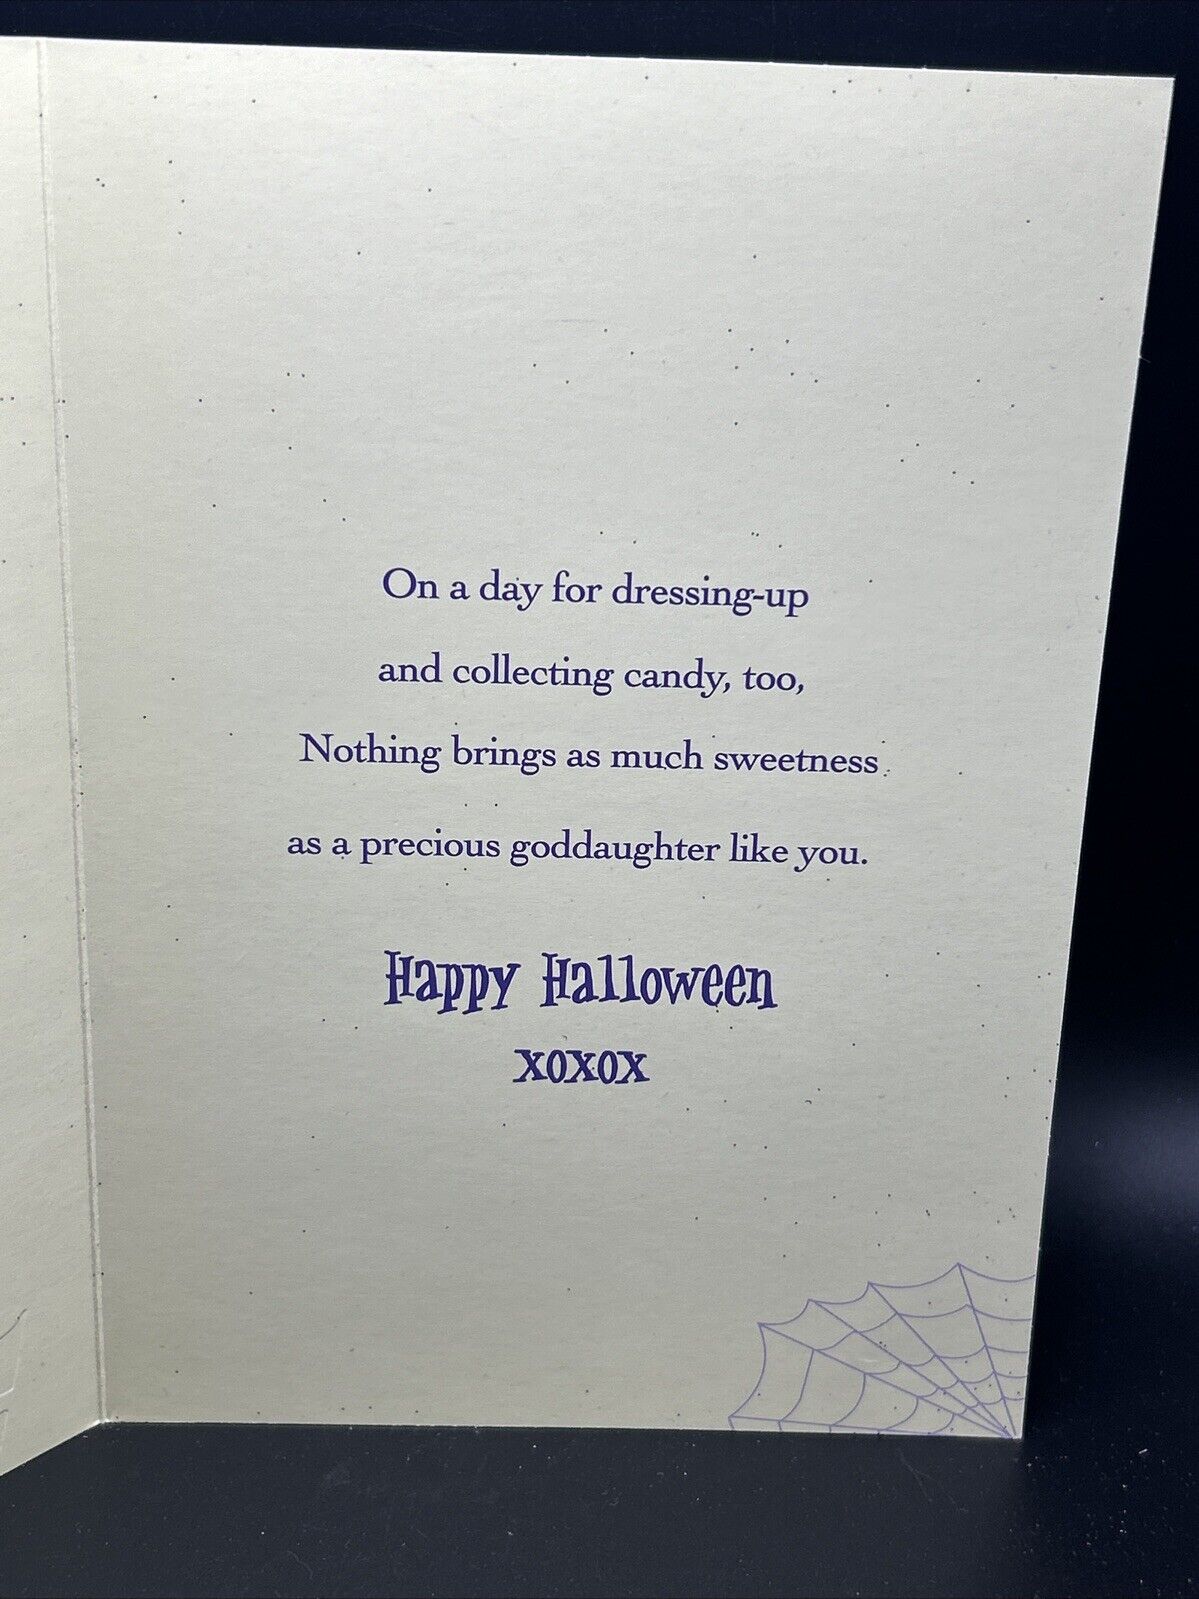 On a day for dressing-up
and collecting candy, too,
Nothing brings as much sweetness
as a precious goddaughter like you.
Happy Halloween
xoxox